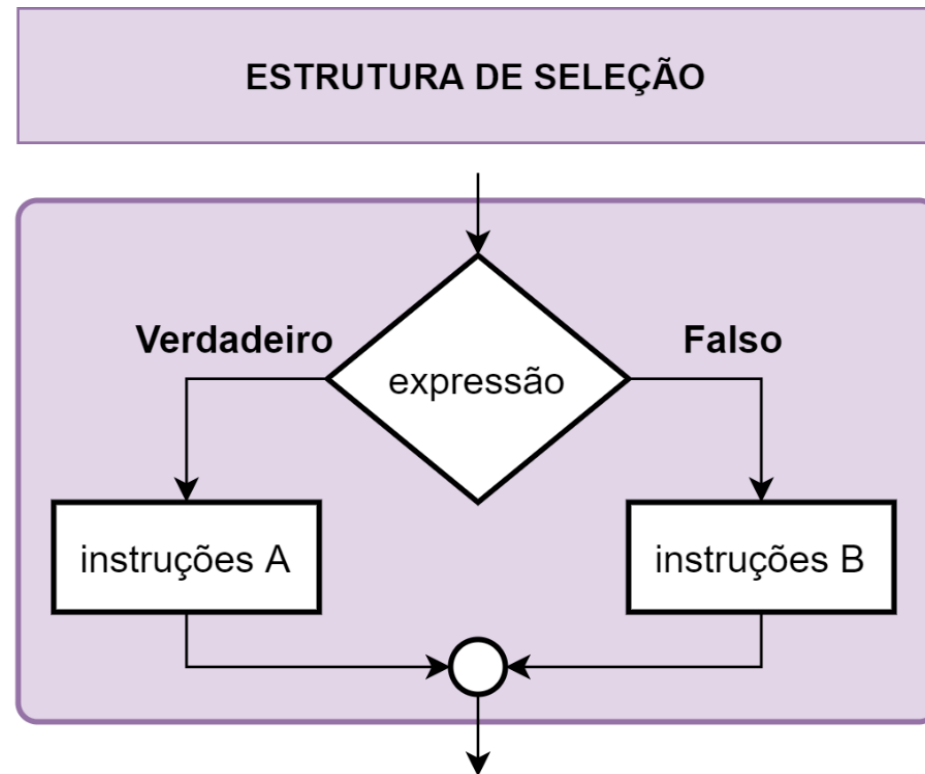 ESTRUTURA DE SELEÇÃO
Verdadeiro
Falso
expressão
instruções A
instruções B